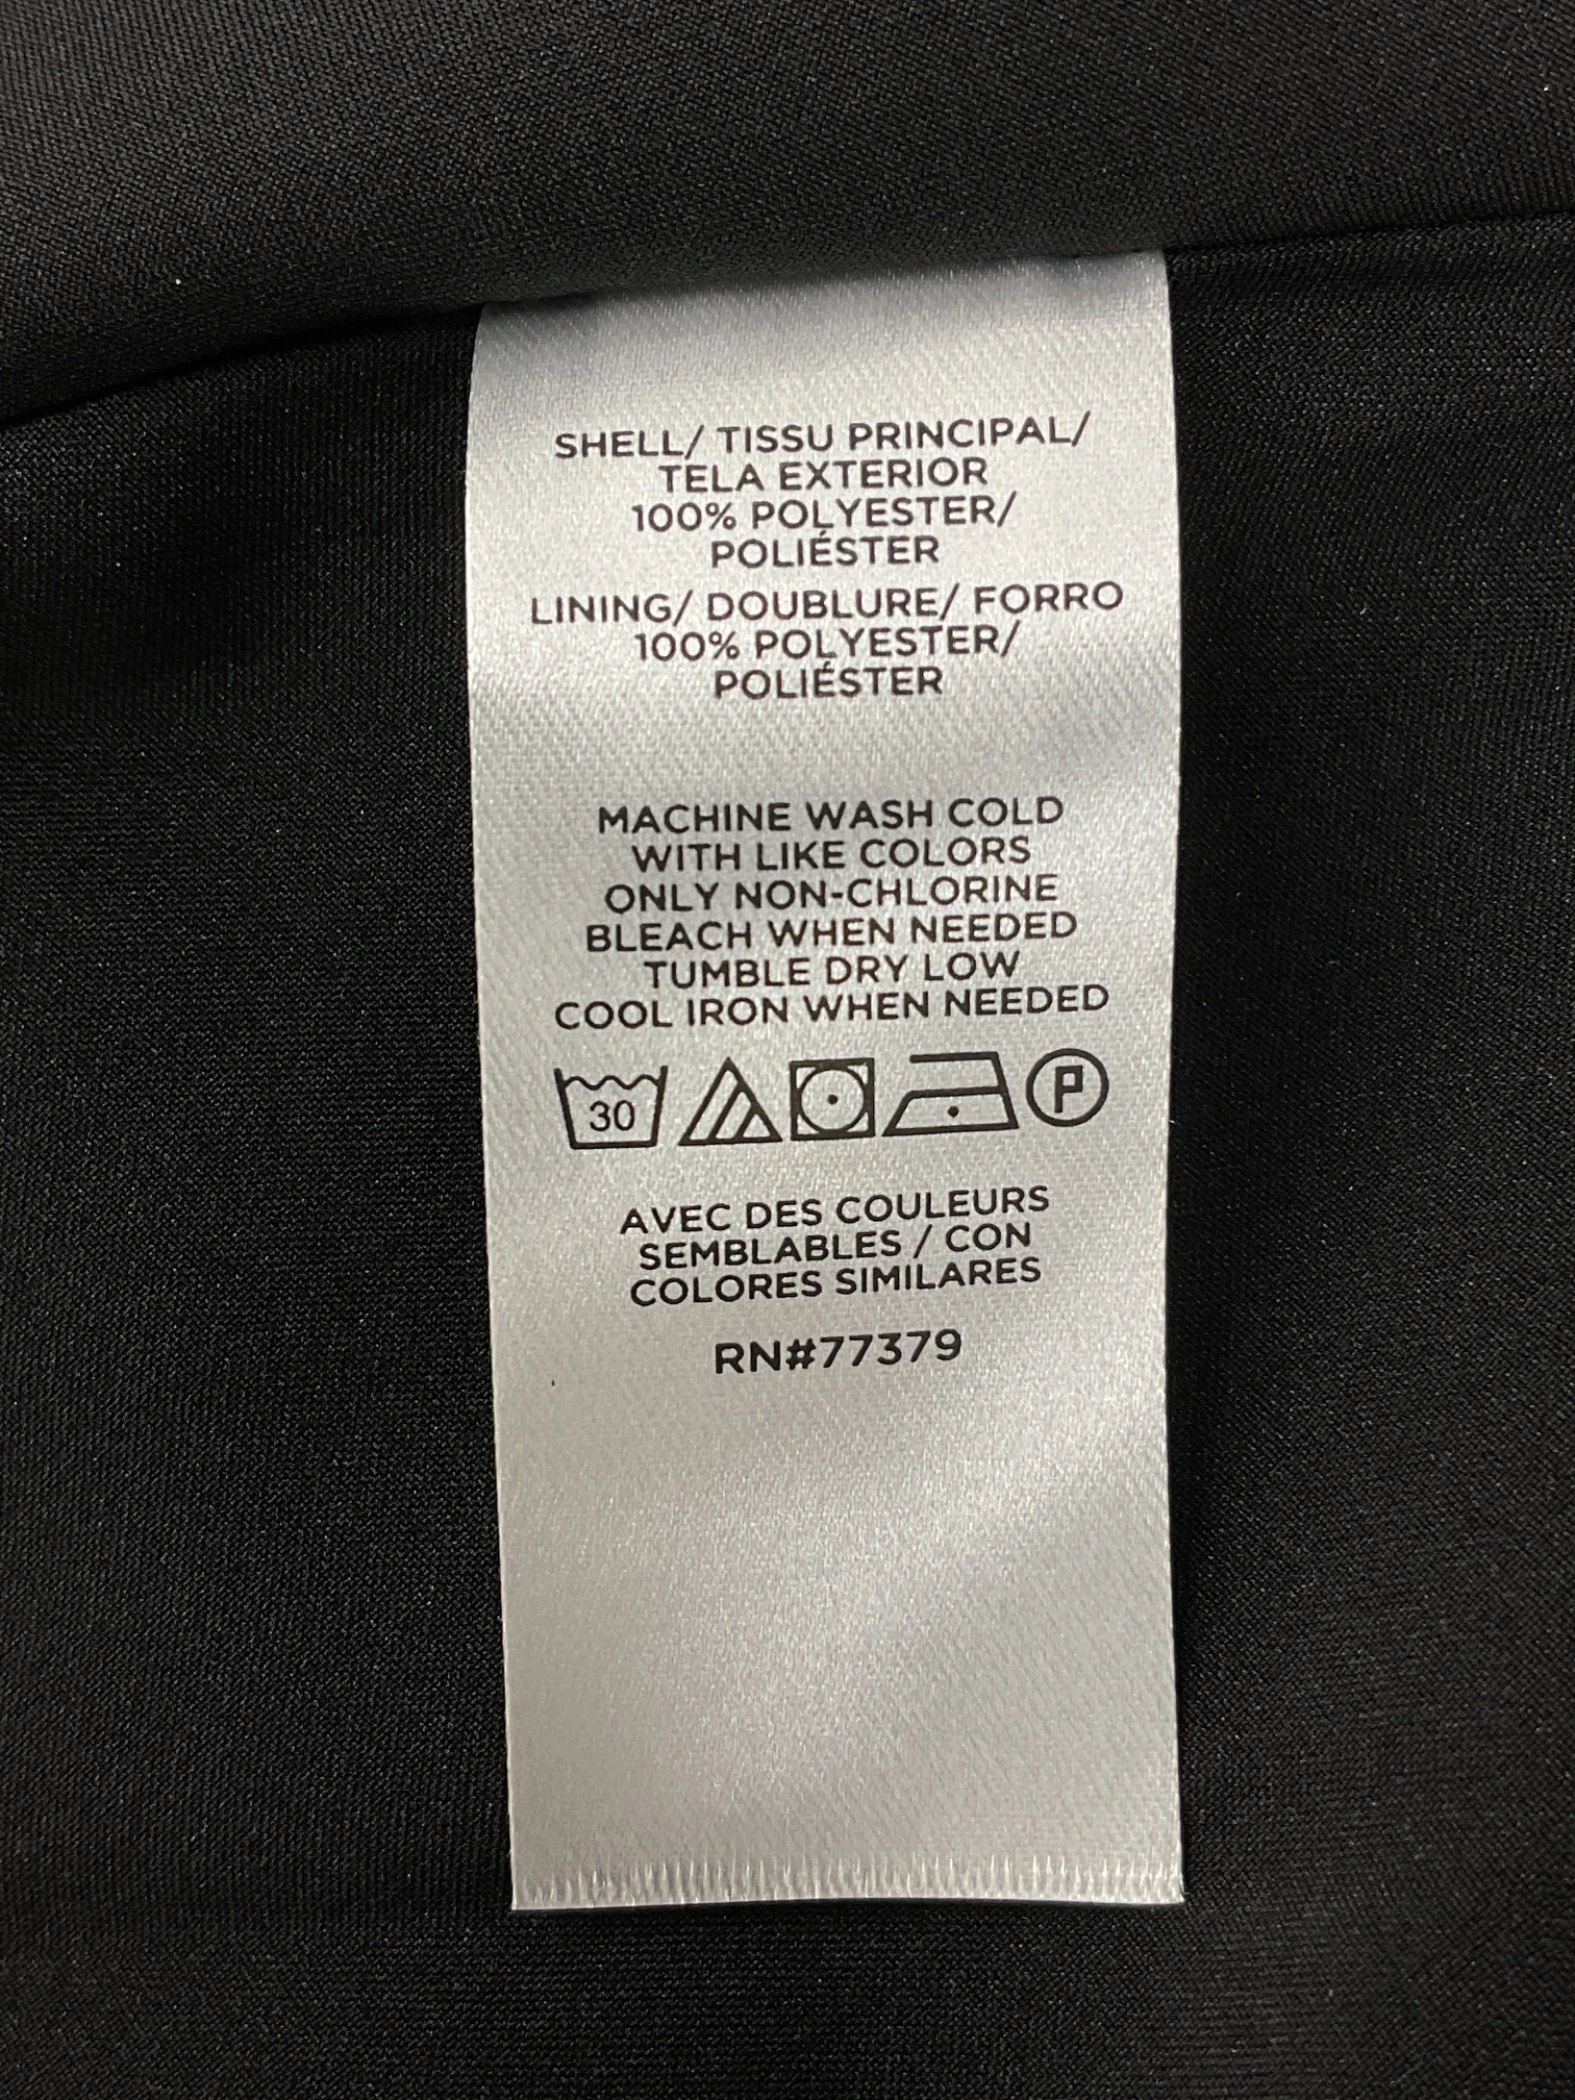 SHELL/ TISSU PRINCIPAL/
TELA EXTERIOR
100% POLYESTER/
POLIÉSTER
LINING/ DOUBLURE/ FORRO
100% POLYESTER/
POLIÉSTER
MACHINE WASH COLD
WITH LIKE COLORS
ONLY NON-CHLORINE
BLEACH WHEN NEEDED
TUMBLE DRY LOW
COOL IRON WHEN NEEDED
30 P
AVEC DES COULEURS
SEMBLABLES / CON
COLORES SIMILARES
RN#77379